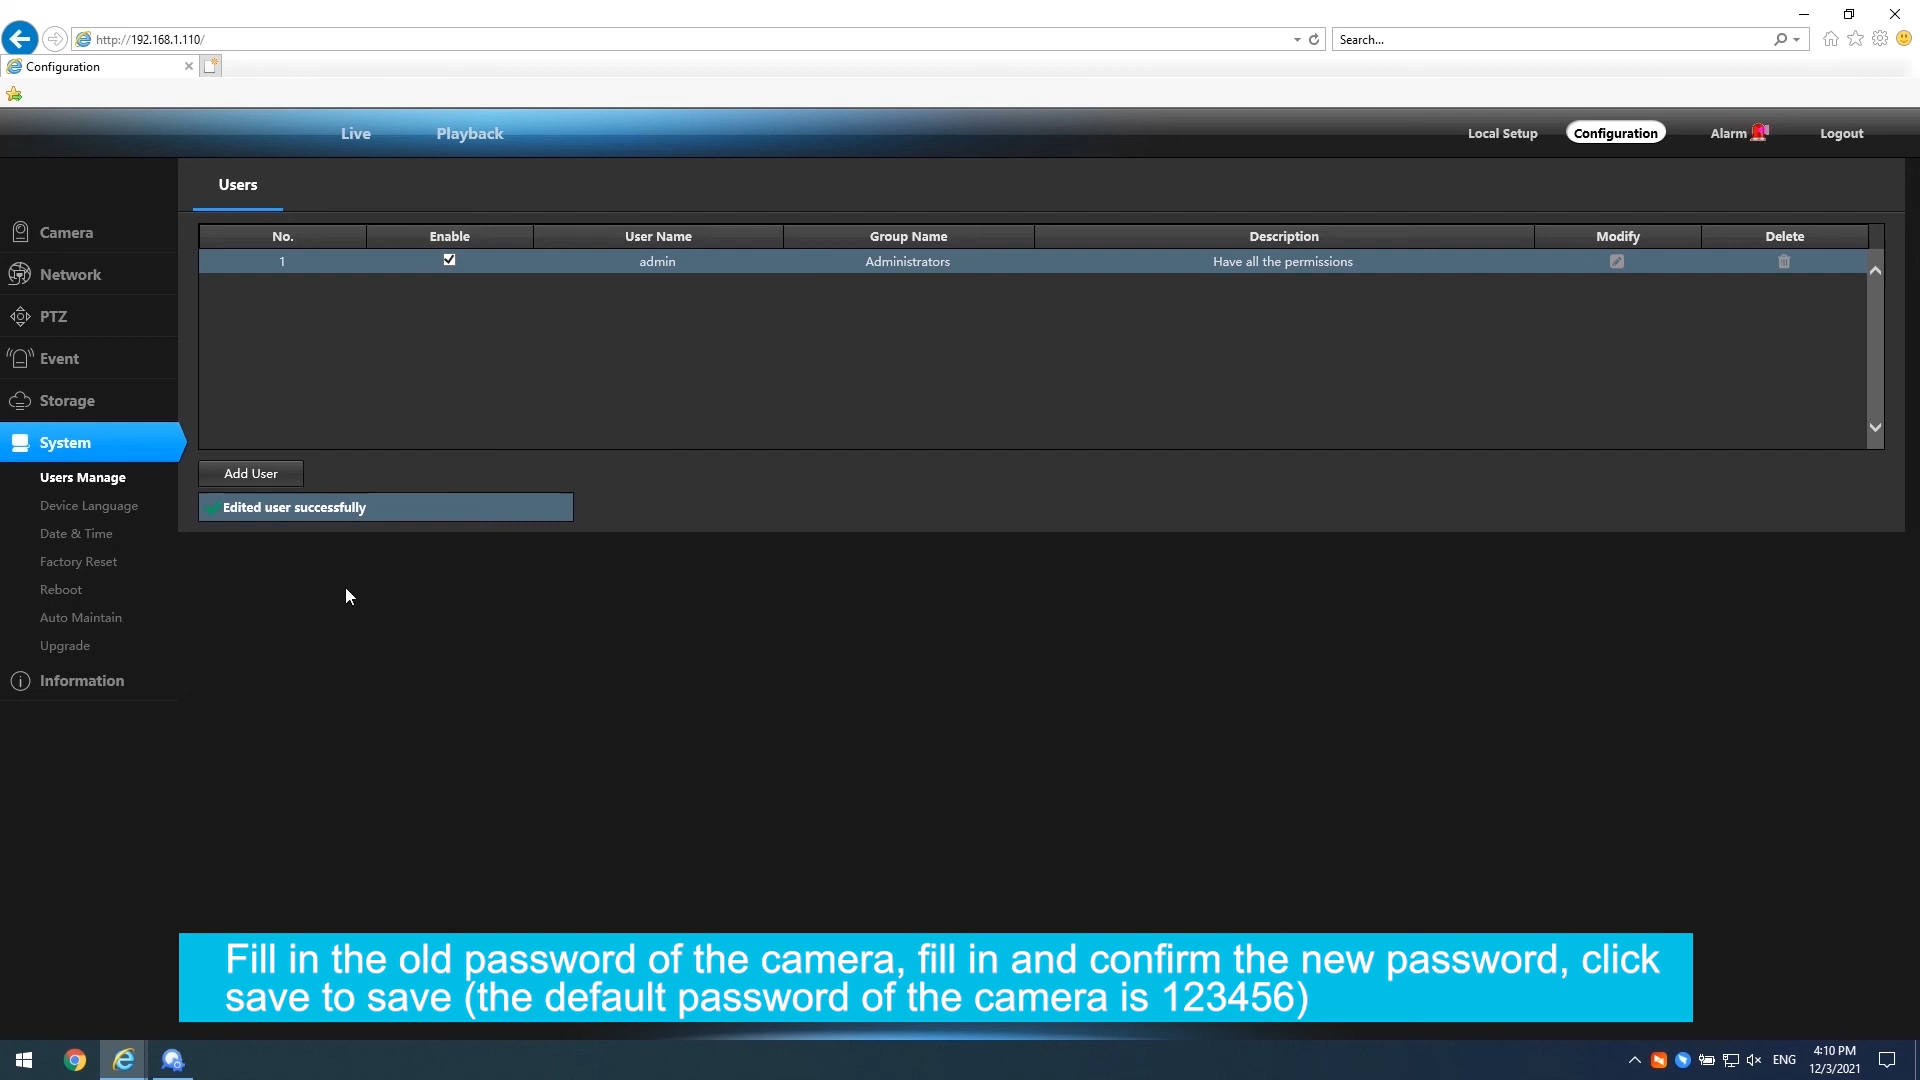 http://192.168.1.110/
Search...
Configuration
Live
Playback
Local Setup
Configuration
Alarm
Logout
Users
No.
Enable
User Name
Group Name
Description
Modify
Delete
1
admin
Administrators
Have all the permissions
Camera
Network
PTZ
Event
Storage
System
Users Manage
Device Language
Date & Time
Factory Reset
Reboot
Auto Maintain
Upgrade
Information
Add User
Edited user successfully
Fill in the old password of the camera, fill in and confirm the new password, click
save to save (the default password of the camera is 123456)
ENG
4:10 PM
12/3/2021